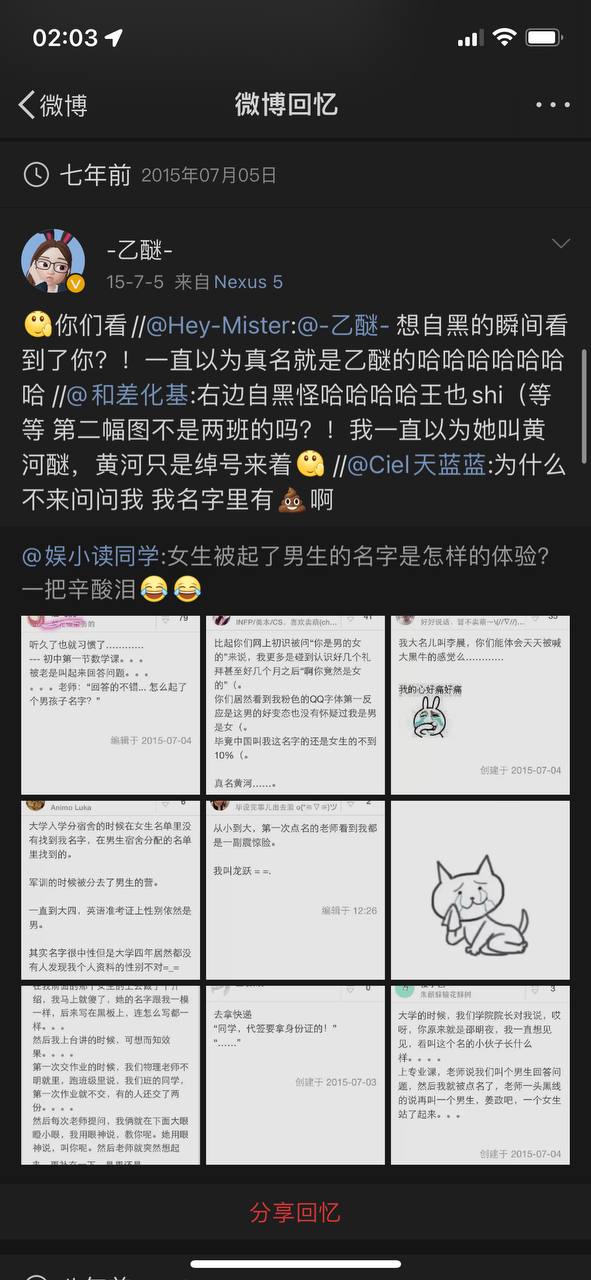 02:03
微博
微博回忆
七年前 2015年07月05日
-乙醚-
15-7-5 来自 Nexus 5
你们看//@Hey-Mister:@-乙醚- 想自黑的瞬间看
到了你？！一直以为真名就是乙醚的哈哈哈哈哈哈
哈 //@和差化基:右边自黑怪哈哈哈哈王也shi（等
等 第二幅图不是两班的吗？！我一直以为她叫黄
河醚，黄河只是绰号来着 //@Ciel天蓝蓝:为什么
不来问问我 我名字里有💩啊
@娱小读同学:女生被起了男生的名字是怎样的体验？
一把辛酸泪😂😂
79
听久了也就习惯了…………
--- 初中第一节数学课。。。
被老是叫起来回答问题。。。
。。。。老师：“回答的不错... 怎么起了
个男孩子名字？”
编辑于 2015-07-04
INFP/美本/CS，喜欢卖萌(ch...
41
比起你们网上初识被问“你是男的女
的”来说，我更多是碰到认识好几个礼
拜甚至好几个月之后“啊你竟然是女
的”（。
你们居然看到我粉色的QQ字体第一反
应是这男的好变态也没有怀疑过我是男
是女（。
毕竟中国叫我这名字的还是女生的不到
10%（。
真名黄河……。
35
我大名儿叫李晨，你们能体会天天被喊
大黑牛的感觉么…………
我的心好痛好痛
创建于 2015-07-04
Animo Luka
6
大学入学分宿舍的时候在女生名单里没
有找到我名字，在男生宿舍分配的名单
里找到的。
军训的时候被分去了男生的营。
一直到大四，英语准考证上性别依然是
男。
其实名字很中性但是大学四年居然都没
有人发现我个人资料的性别不对=_=
2
从小到大，第一次点名的老师看到我都
是一副震惊脸。
我叫龙跃 = =.
编辑于 12:26
绍，我马上就傻了，她的名字跟我一模
一样，后来写在黑板上，连怎么写都一
样。。。
然后我上台讲的时候，可想而知效
果。。。。
第一次交作业的时候，我们物理老师不
明就里，跑班级里说，我们班的同学，
第一次作业就不交，有的人还交了两
份。。。。
然后每次老师提问，我俩就在下面大眼
瞪小眼，我用眼神说，教你呢。她用眼
神说，叫你呢。然后老师就突然想起
0
去拿快递
“同学，代签要拿身份证的！”
“……”
创建于 2015-07-03
3
朱颜辞镜花辞树
大学的时候，我们学院院长对我说，哎
呀，你原来就是邵明夜，我一直想见
见，看叫这个名的小伙子长什么
样。。。。
上专业课，老师说我们叫个男生回答问
题，然后我就被点名了，老师一头黑线
的说再叫一个男生，姜政吧，一个女生
站了起来。。。
创建于 2015-07-04
分享回忆